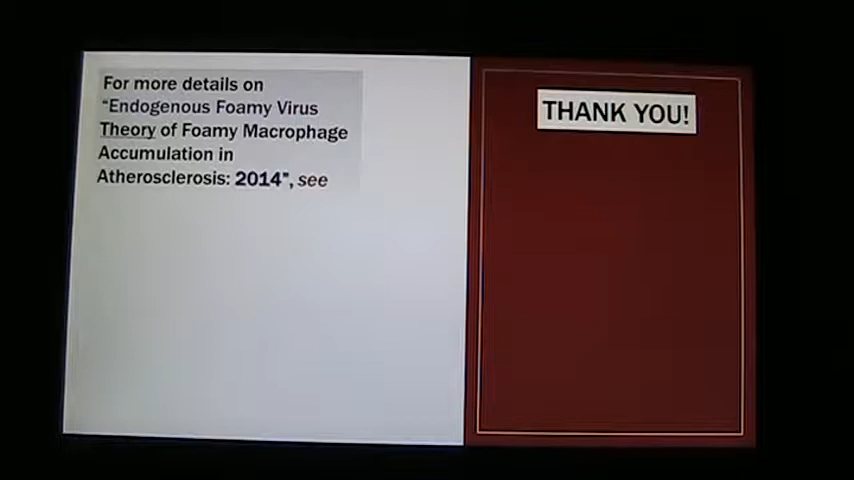 For more details on
“Endogenous Foamy Virus
Theory of Foamy Macrophage
Accumulation in
Atherosclerosis: 2014”, see
THANK YOU!